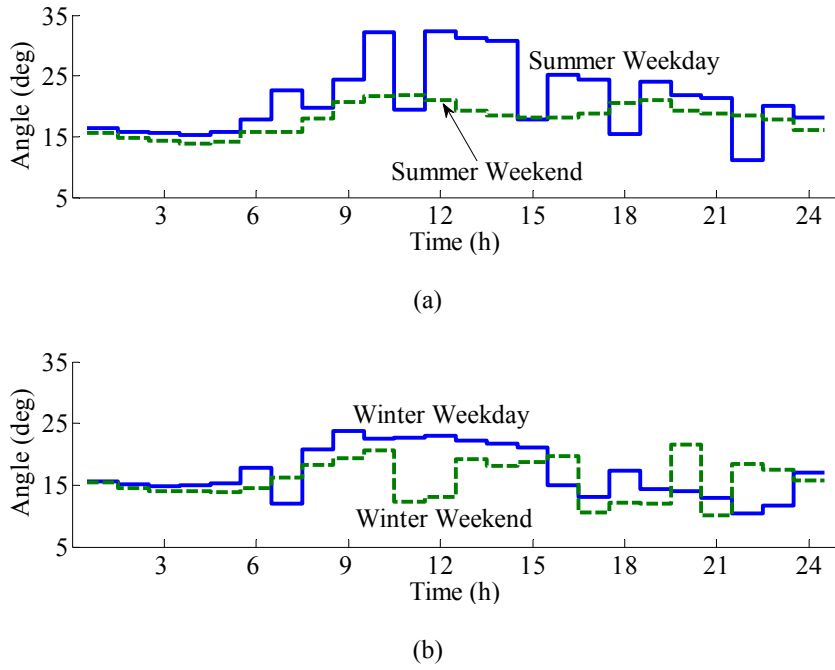 35
25
15
5
Angle (deg)
Summer Weekday
Summer Weekend
3 6 9 12 15 18 21 24
Time (h)
(a)
35
25
15
5
Angle (deg)
Winter Weekday
Winter Weekend
3 6 9 12 15 18 21 24
Time (h)
(b)